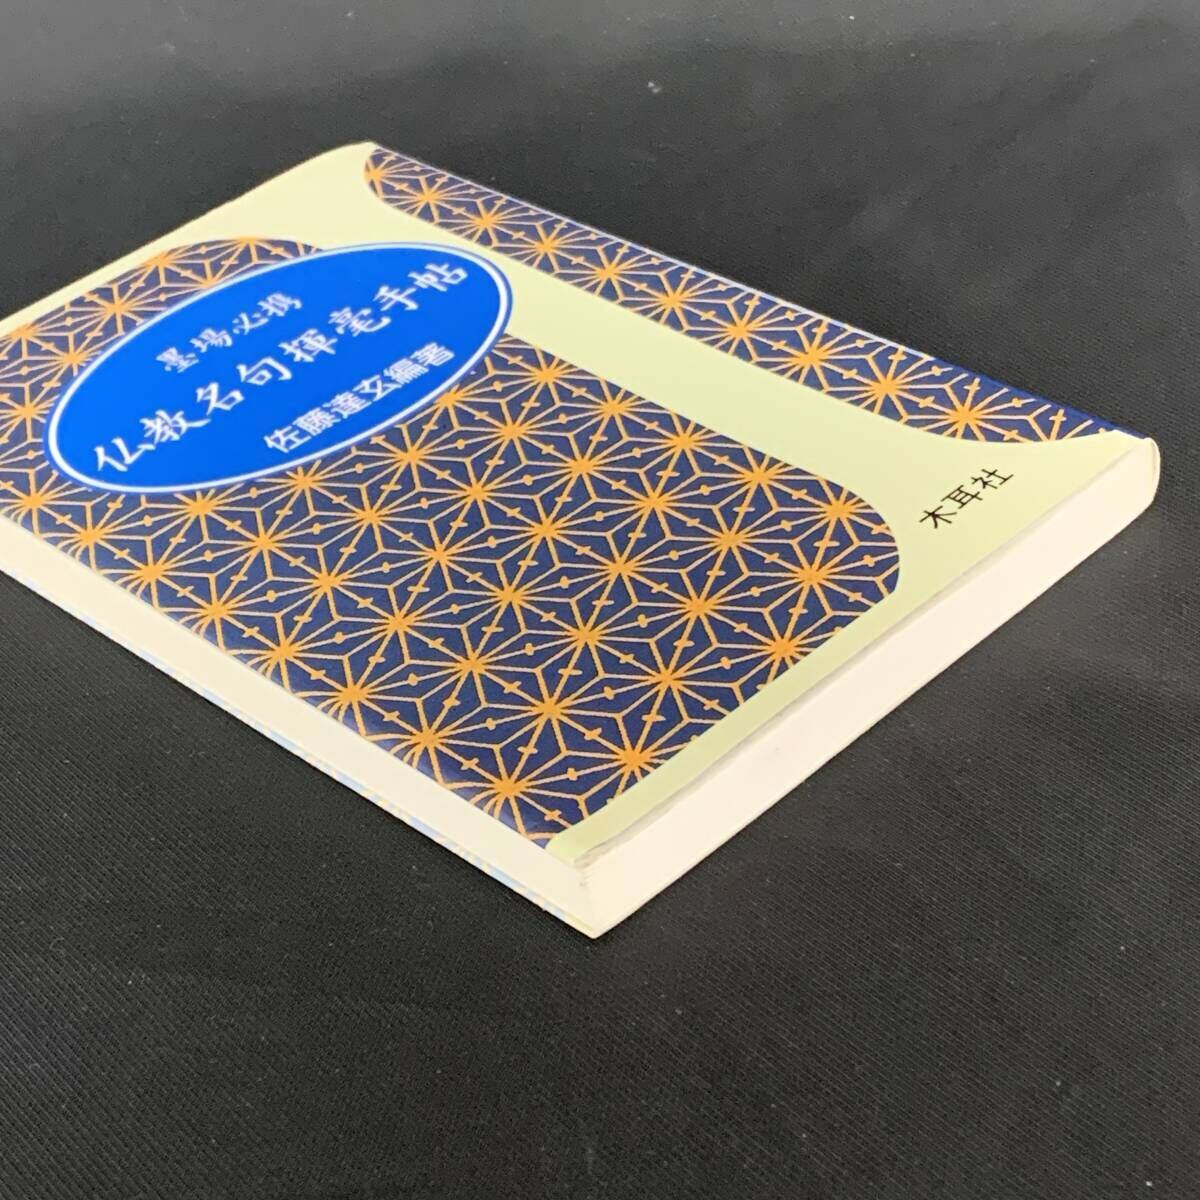 墨場必携
仏教名句揮毫手帖
佐藤達玄編著
木耳社